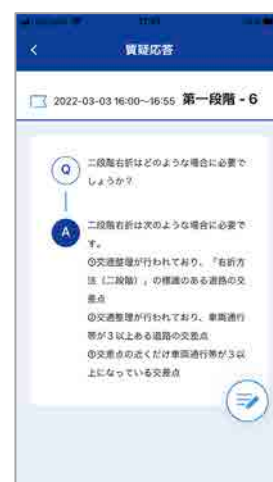 質疑応答
2022-03-03 16:00~16:55 第一段階 - 6
Q
二段階右折はどのような場合に必要で
しょうか?
A
二段階右折は次のような場合に必要で
す。
①交通整理が行われており、「右折方
法(二段階)」の標識のある道路の交
差点
②交通整理が行われており、車両通行
帯が3以上ある道路の交差点
③交差点の近くだけ車両通行帯が3以
上になっている交差点